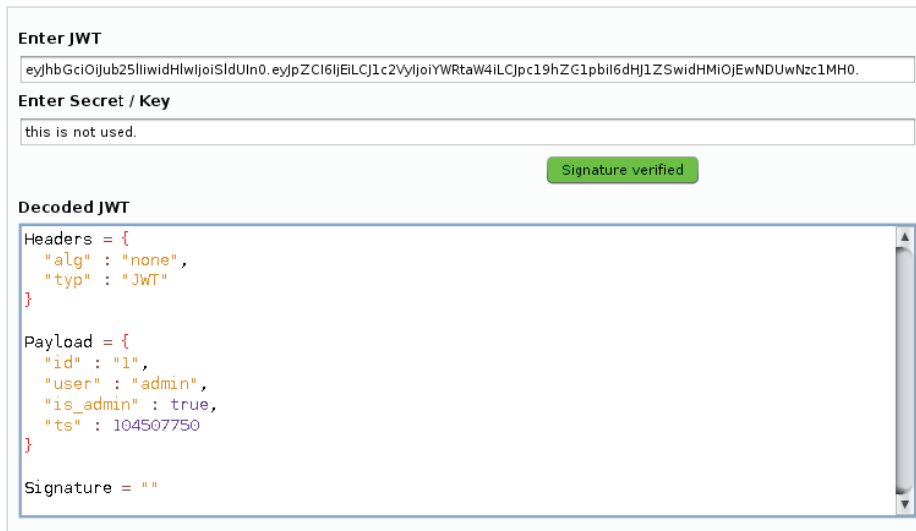 Enter JWT
eyJhbGciOiJub25lIiwidHlwIjoiSldUIn0.eyJpZCI6IjEiLCJ1c2VyIjoiYWRtaW4iLCJpc19hZG1pbiI6dHJ1ZSwidHMiOjEwNDUwNzc1MH0.
Enter Secret / Key
this is not used.
Signature verified
Decoded JWT
Headers = {
  "alg" : "none",
  "typ" : "JWT"
}
Payload = {
  "id" : "1",
  "user" : "admin",
  "is_admin" : true,
  "ts" : 104507750
}
Signature = ""